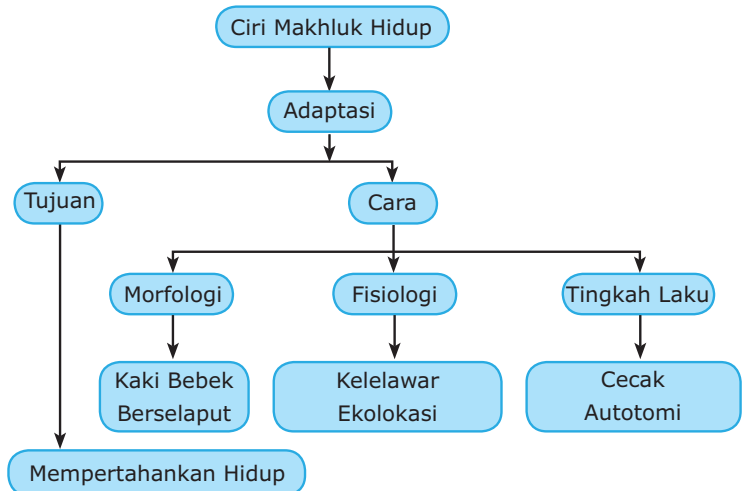 Ciri Makhluk Hidup
Adaptasi
Tujuan
Cara
Morfologi
Fisiologi
Tingkah Laku
Kaki Bebek
Berselaput
Kelelawar
Ekolokasi
Cecak
Autotomi
Mempertahankan Hidup